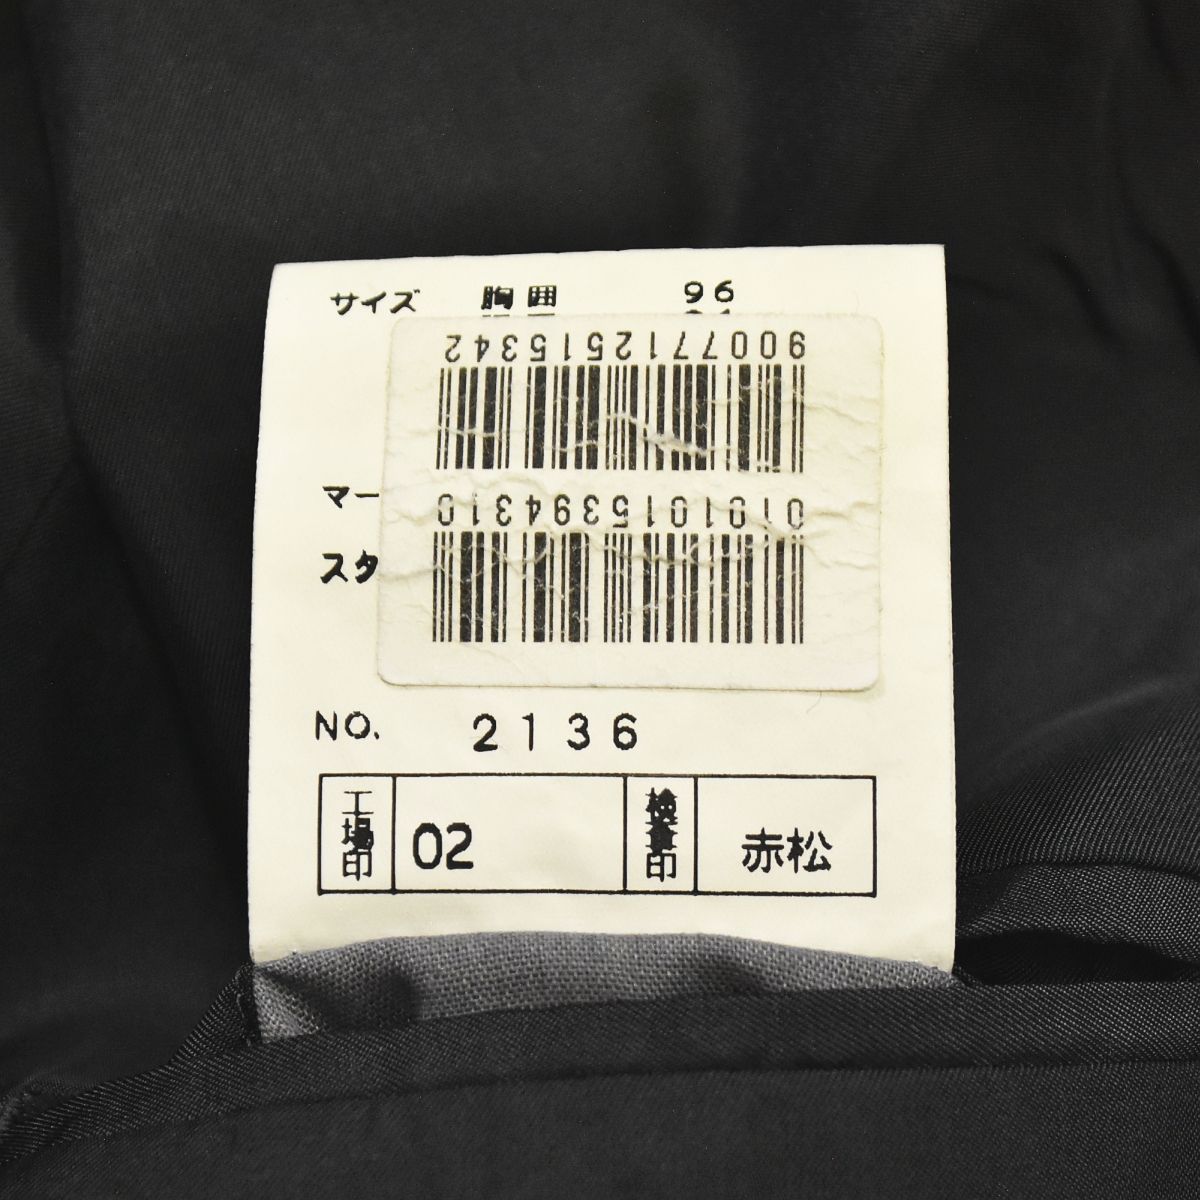 サイズ 胸囲 96
9007712515342
マー
0101015394310
スタ
NO. 2136
工場印 02 検査印 赤松